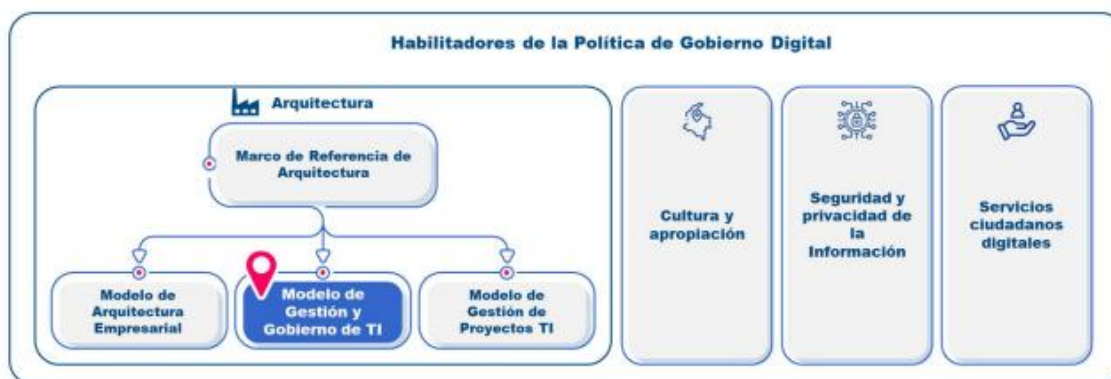 Habilitadores de la Política de Gobierno Digital
Arquitectura
Marco de Referencia de
Arquitectura
Modelo de
Arquitectura
Empresarial
Modelo de
Gestión y
Gobierno de TI
Modelo de
Gestión de
Proyectos TI
Cultura y
apropiación
Seguridad y
privacidad de
la
Información
Servicios
ciudadanos
digitales